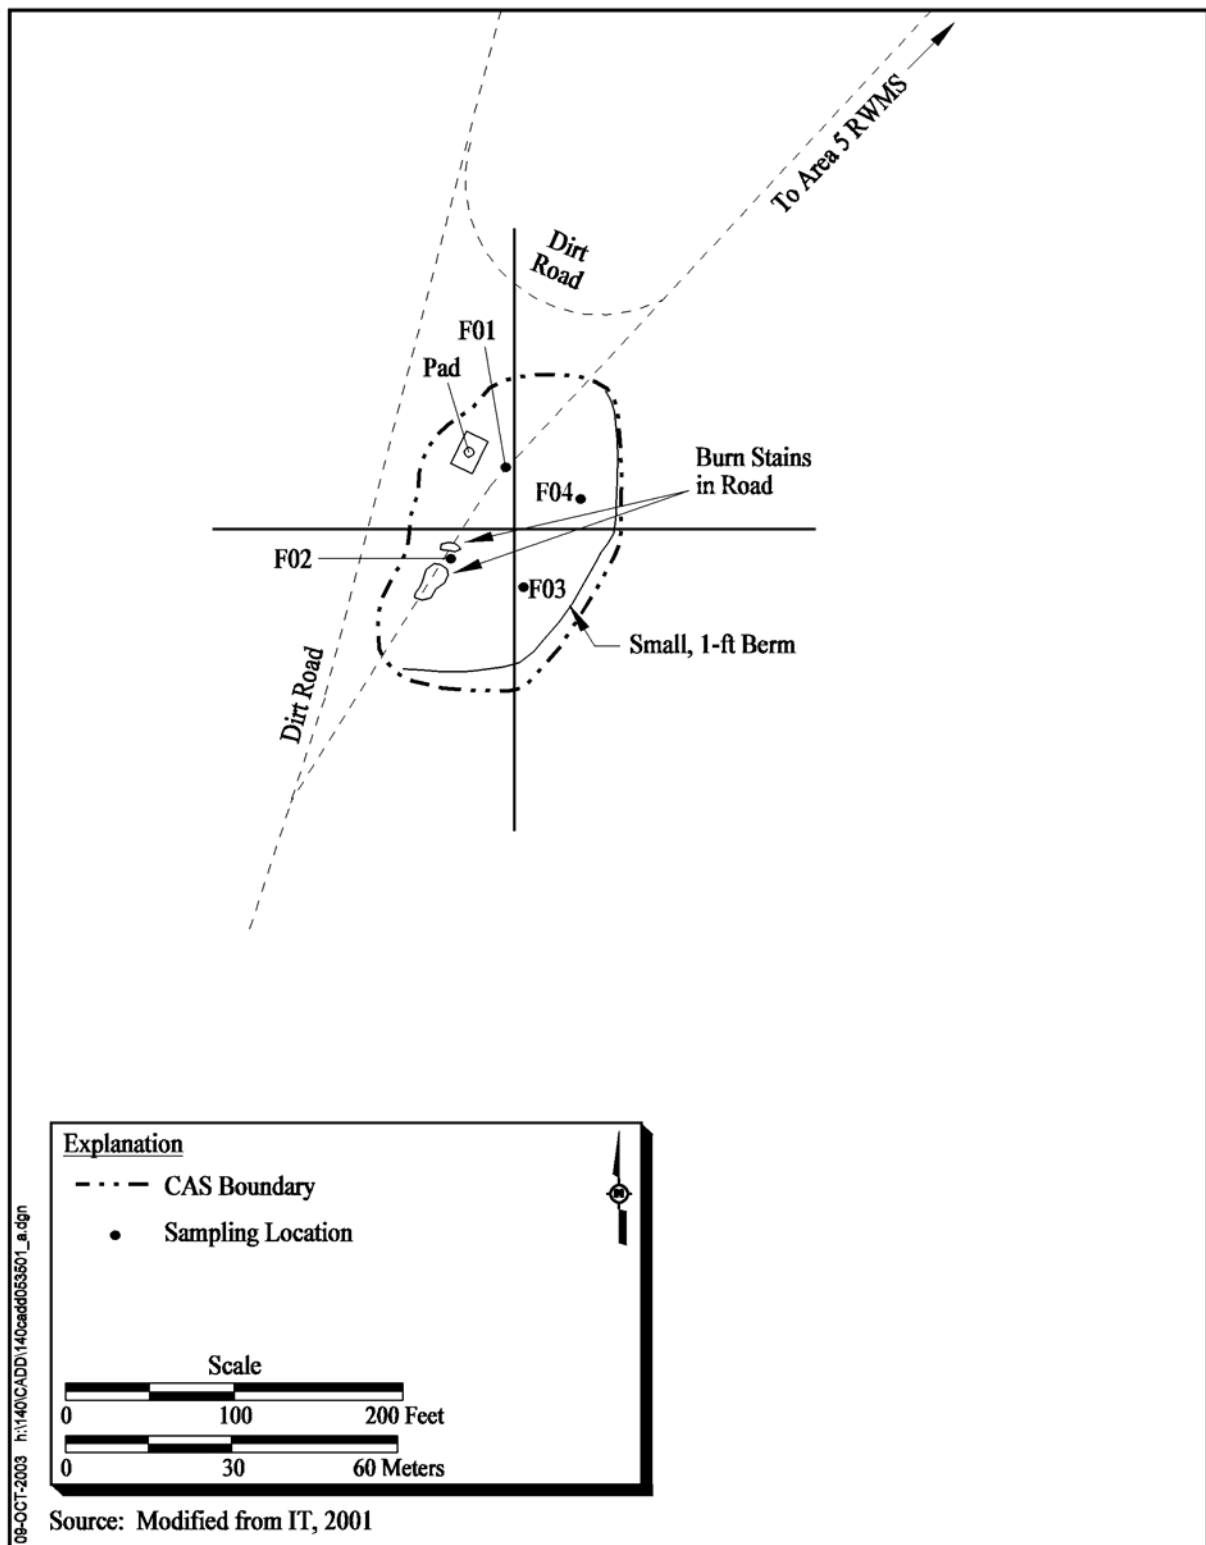 To Area 5 RWMS
Dirt
Road
F01
Pad
Burn Stains
in Road
F04
F02
F03
Small, 1-ft Berm
Dirt Road
Explanation
CAS Boundary
Sampling Location
N
Scale
0 100 200 Feet
0 30 60 Meters
Source: Modified from IT, 2001
09-OCT-2003 h:\140\CADD\140cadd053501_a.dgn